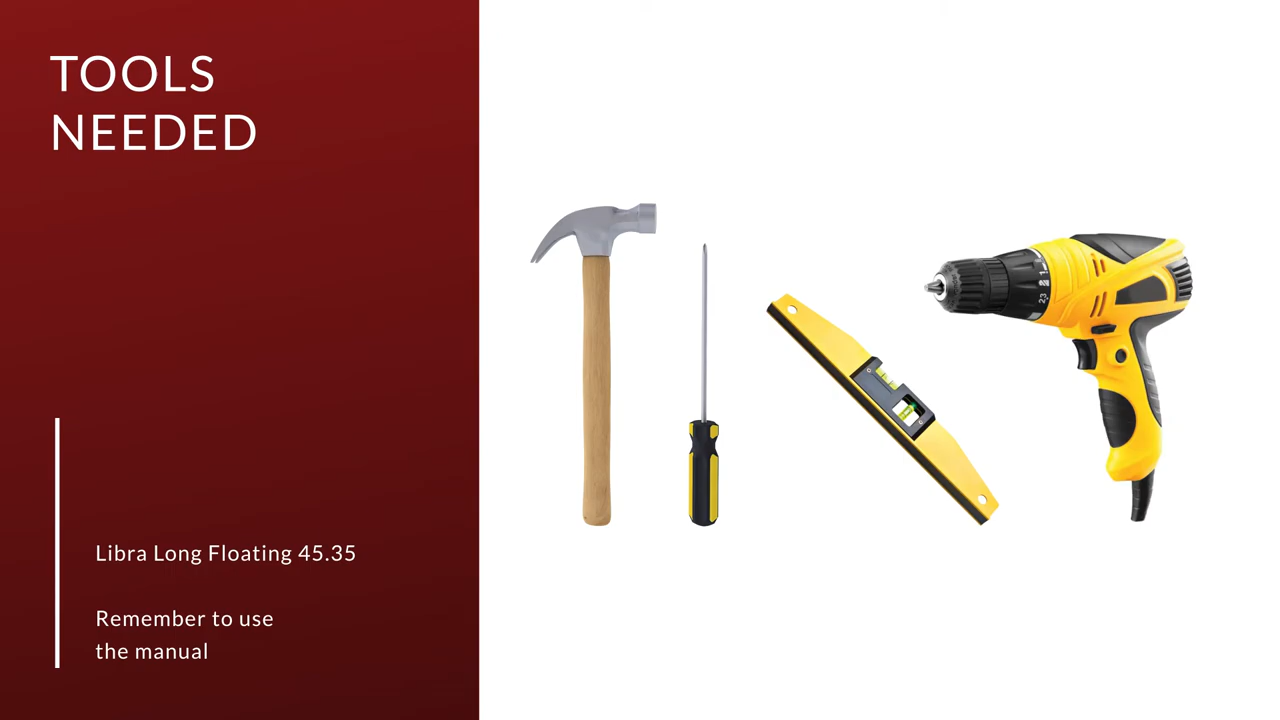 TOOLS
NEEDED
Libra Long Floating 45.35
Remember to use
the manual